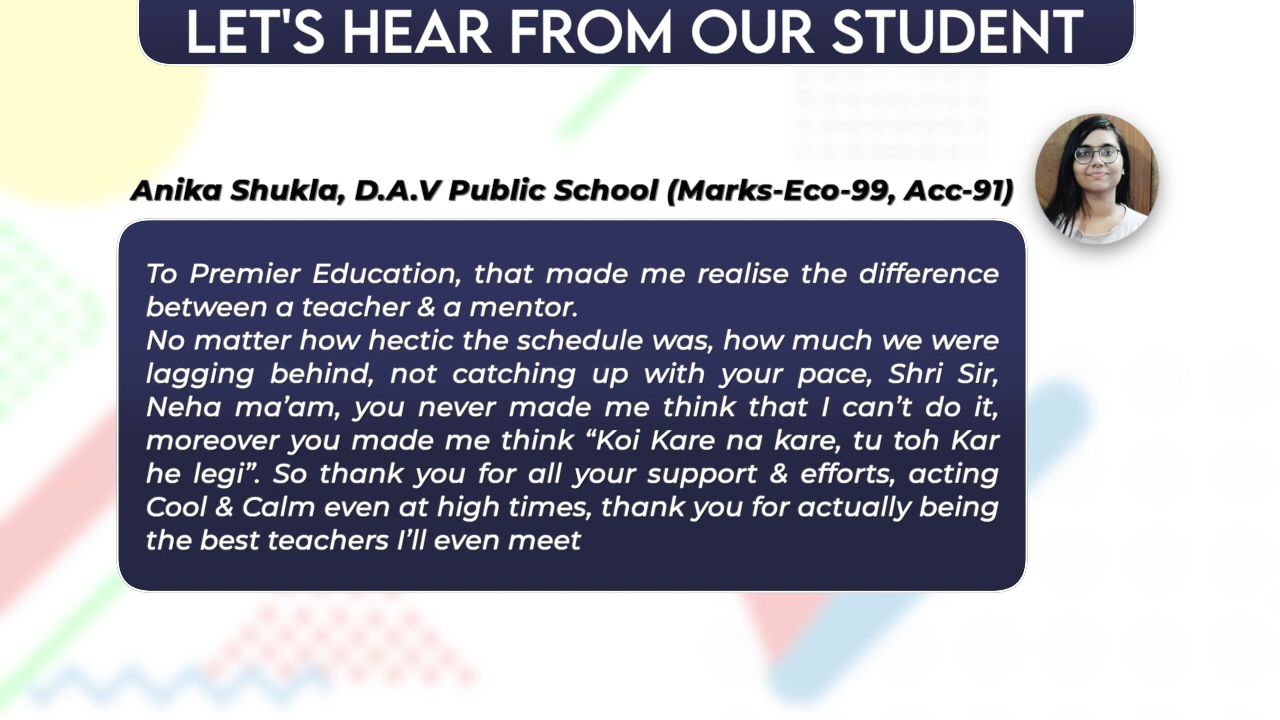 LET'S HEAR FROM OUR STUDENT
Anika Shukla, D.A.V Public School (Marks-Eco-99, Acc-91)
To Premier Education, that made me realise the difference
between a teacher & a mentor.
No matter how hectic the schedule was, how much we were
lagging behind, not catching up with your pace, Shri Sir,
Neha ma’am, you never made me think that I can’t do it,
moreover you made me think “Koi Kare na kare, tu toh Kar
he legi”. So thank you for all your support & efforts, acting
Cool & Calm even at high times, thank you for actually being
the best teachers I’ll even meet